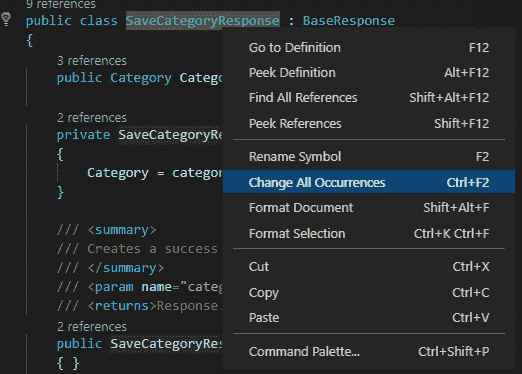 9 references
public class SaveCategoryResponse : BaseResponse
{
3 references
public Category Categ
2 references
private SaveCategoryRe
{
Category = categor
}
/// <summary>
/// Creates a success
/// </summary>
/// <param name="categ
/// <returns>Response.
2 references
public SaveCategoryRes
{ }
Go to Definition F12
Peek Definition Alt+F12
Find All References Shift+Alt+F12
Peek References Shift+F12
Rename Symbol F2
Change All Occurrences Ctrl+F2
Format Document Shift+Alt+F
Format Selection Ctrl+K Ctrl+F
Cut Ctrl+X
Copy Ctrl+C
Paste Ctrl+V
Command Palette... Ctrl+Shift+P